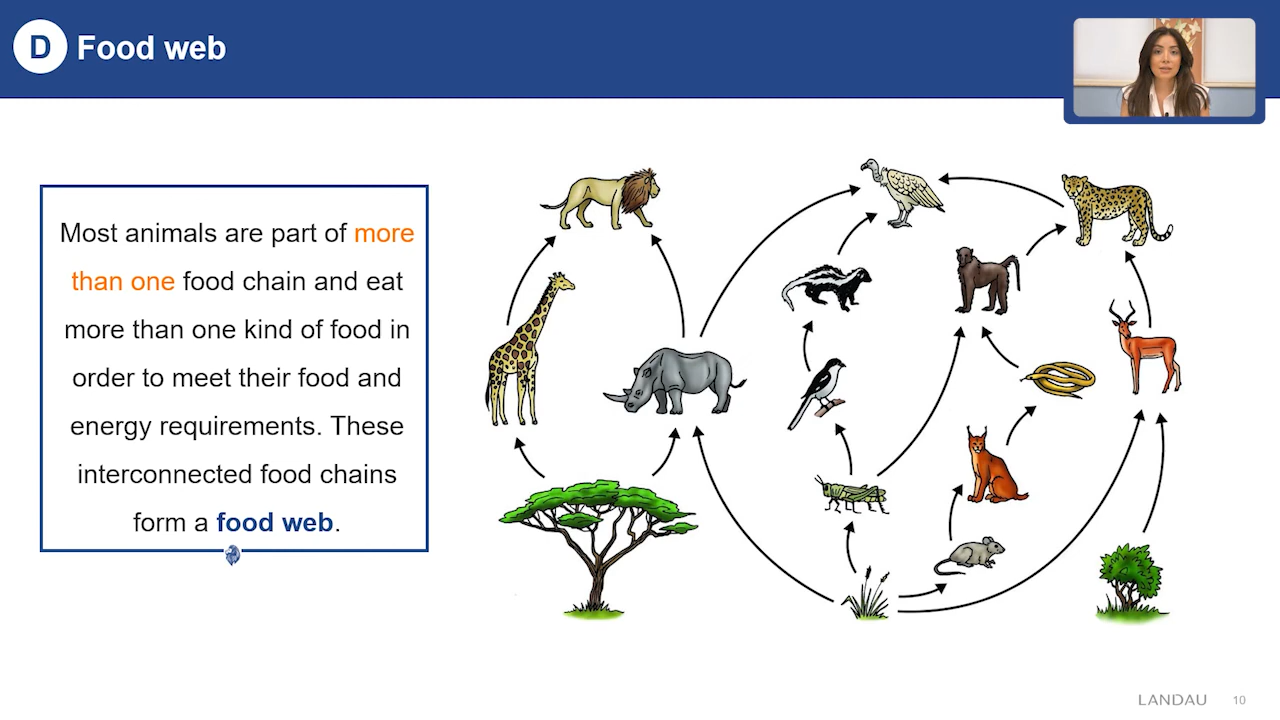 D Food web
Most animals are part of more
than one food chain and eat
more than one kind of food in
order to meet their food and
energy requirements. These
interconnected food chains
form a food web.
LANDAU 10